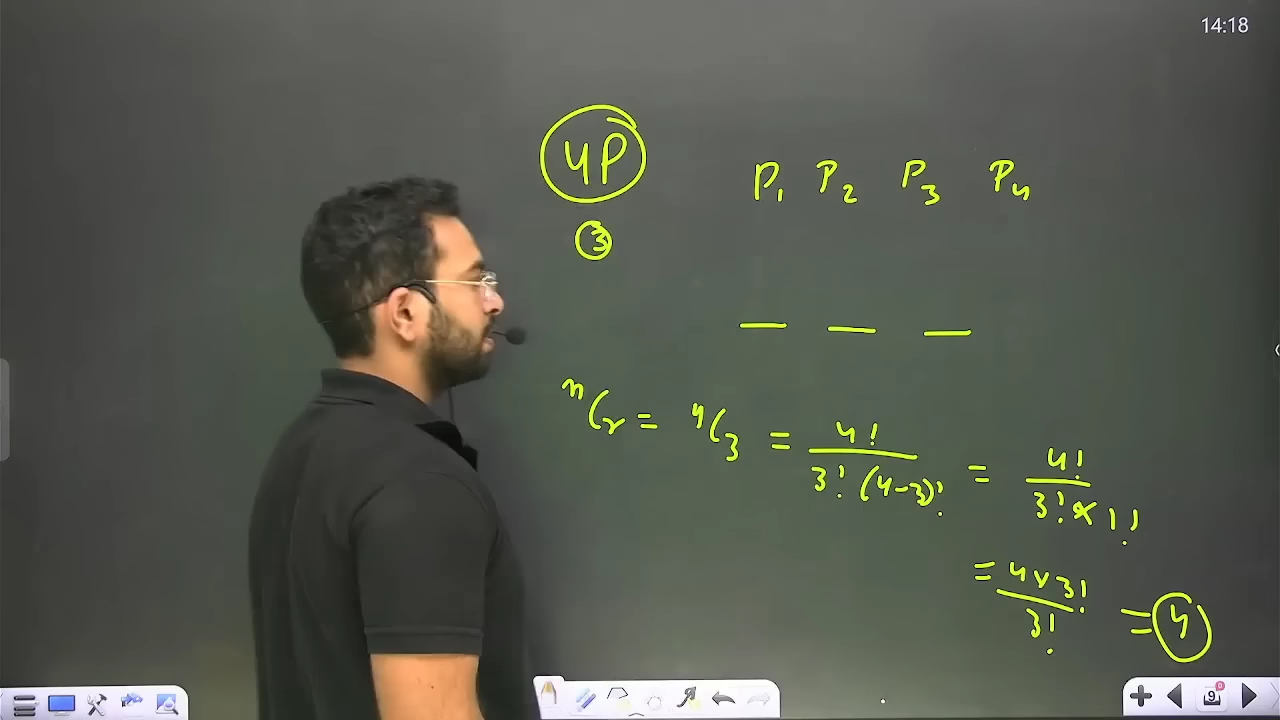 14:18
4P
P₁ P₂ P₃ P₄
3
ⁿCᵣ = ⁴C₃ = 4!/3!(4-3)! = 4!/3!×1!
= 4×3!/3! = 4
9